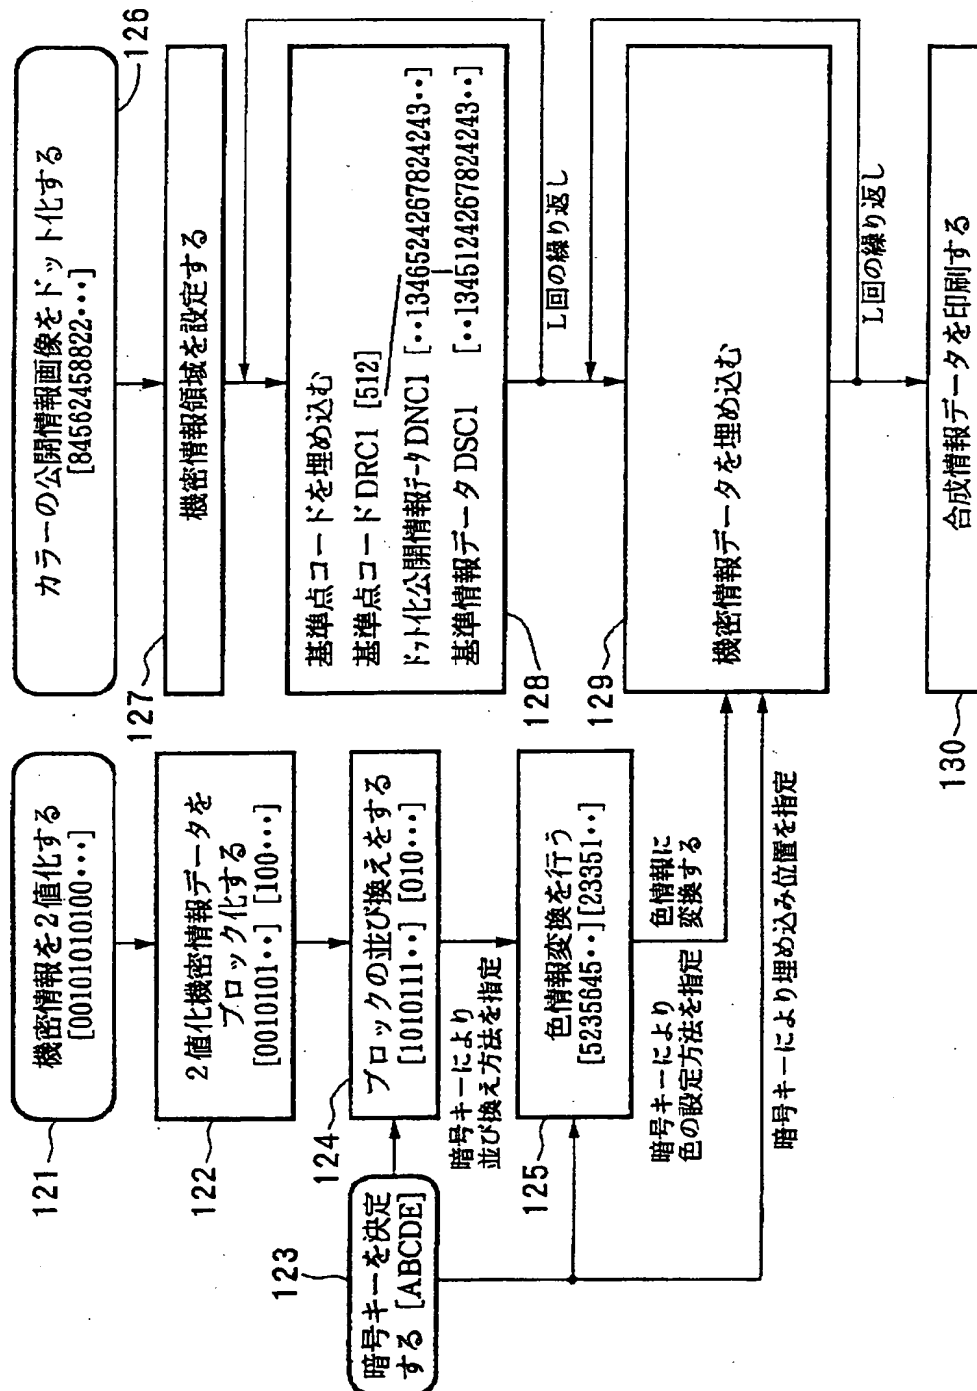 121
機密情報を2値化する
[00101010100・・・]
122
2値化機密情報データを
ブロック化する
[0010101・・] [100・・・]
123
暗号キーを決定
する [ABCDE]
124
ブロックの並び換えをする
[1010111・・] [010・・・]
暗号キーにより
並び換え方法を指定
125
色情報変換を行う
[5235645・・][23351・・]
暗号キーにより
色の設定方法を指定
色情報に
変換する
暗号キーにより埋め込み位置を指定
126
カラーの公開情報画像をドット化する
[84562458822・・・]
127
機密情報領域を設定する
128
基準点コードを埋め込む
基準点コードDRC1 [512]
ドット化公開情報データDNC1 [・・13465242678242​43・・]
基準情報データDSC1 [・・1345124267824243・・]
L回の繰り返し
129
機密情報データを埋め込む
L回の繰り返し
130
合成情報データを印刷する